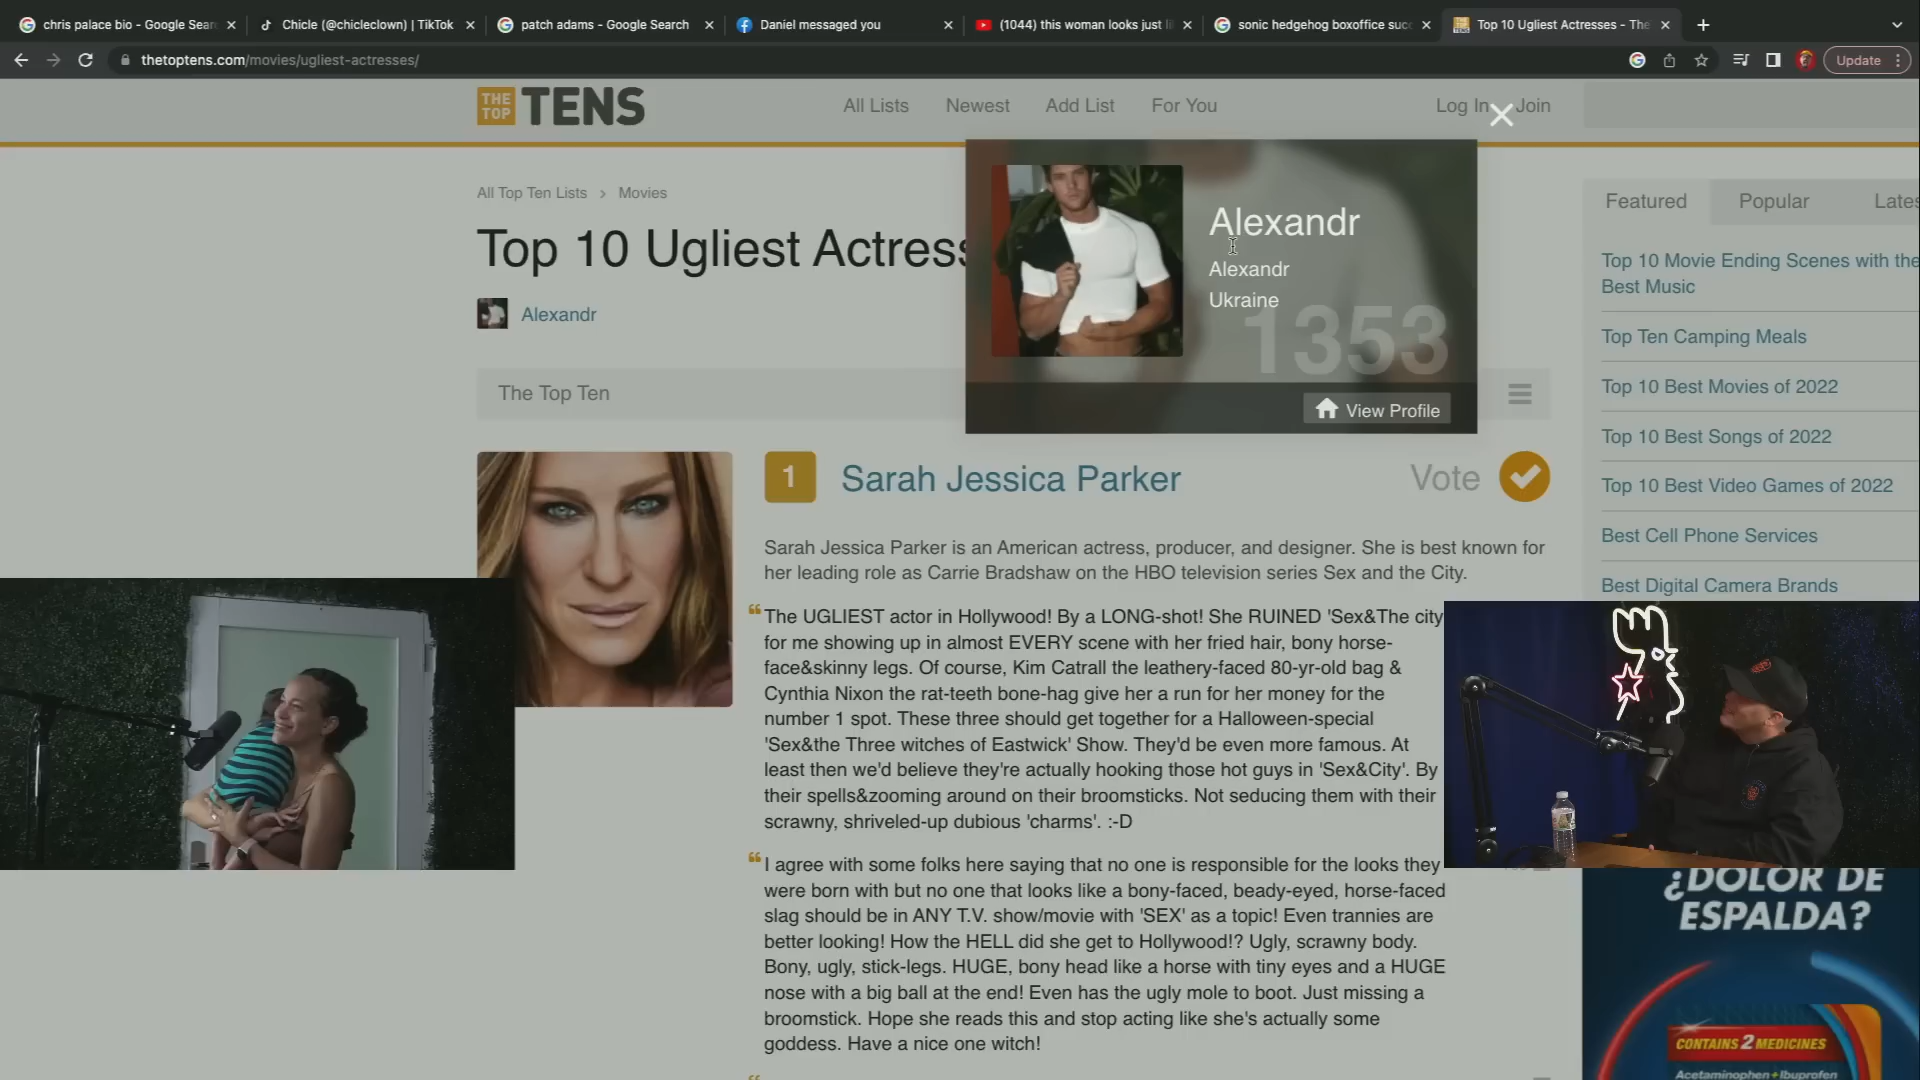 chris palace bio - Google Sear
Chicle (@chicleclown) | TikTok
patch adams - Google Search
Daniel messaged you
(1044) this woman looks just li
sonic hedgehog boxoffice suc
Top 10 Ugliest Actresses - The
thetoptens.com/movies/ugliest-actresses/
Update
THE TOP TENS
All Lists
Newest
Add List
For You
Log In
Join
All Top Ten Lists > Movies
Top 10 Ugliest Actress
Alexandr
Alexandr
Alexandr
Ukraine
1353
View Profile
The Top Ten
Featured
Popular
Lates
Top 10 Movie Ending Scenes with the
Best Music
Top Ten Camping Meals
Top 10 Best Movies of 2022
Top 10 Best Songs of 2022
Top 10 Best Video Games of 2022
Best Cell Phone Services
Best Digital Camera Brands
1 Sarah Jessica Parker
Vote
Sarah Jessica Parker is an American actress, producer, and designer. She is best known for
her leading role as Carrie Bradshaw on the HBO television series Sex and the City.
The UGLIEST actor in Hollywood! By a LONG-shot! She RUINED 'Sex&The city
for me showing up in almost EVERY scene with her fried hair, bony horse-
face&skinny legs. Of course, Kim Catrall the leathery-faced 80-yr-old bag &
Cynthia Nixon the rat-teeth bone-hag give her a run for her money for the
number 1 spot. These three should get together for a Halloween-special
'Sex&the Three witches of Eastwick' Show. They'd be even more famous. At
least then we'd believe they're actually hooking those hot guys in 'Sex&City'. By
their spells&zooming around on their broomsticks. Not seducing them with their
scrawny, shriveled-up dubious 'charms'. :-D
I agree with some folks here saying that no one is responsible for the looks they
were born with but no one that looks like a bony-faced, beady-eyed, horse-faced
slag should be in ANY T.V. show/movie with 'SEX' as a topic! Even trannies are
better looking! How the HELL did she get to Hollywood!? Ugly, scrawny body.
Bony, ugly, stick-legs. HUGE, bony head like a horse with tiny eyes and a HUGE
nose with a big ball at the end! Even has the ugly mole to boot. Just missing a
broomstick. Hope she reads this and stop acting like she's actually some
goddess. Have a nice one witch!
¿DOLOR DE
ESPALDA?
CONTAINS 2 MEDICINES
Acetaminophen+Ibuprofen